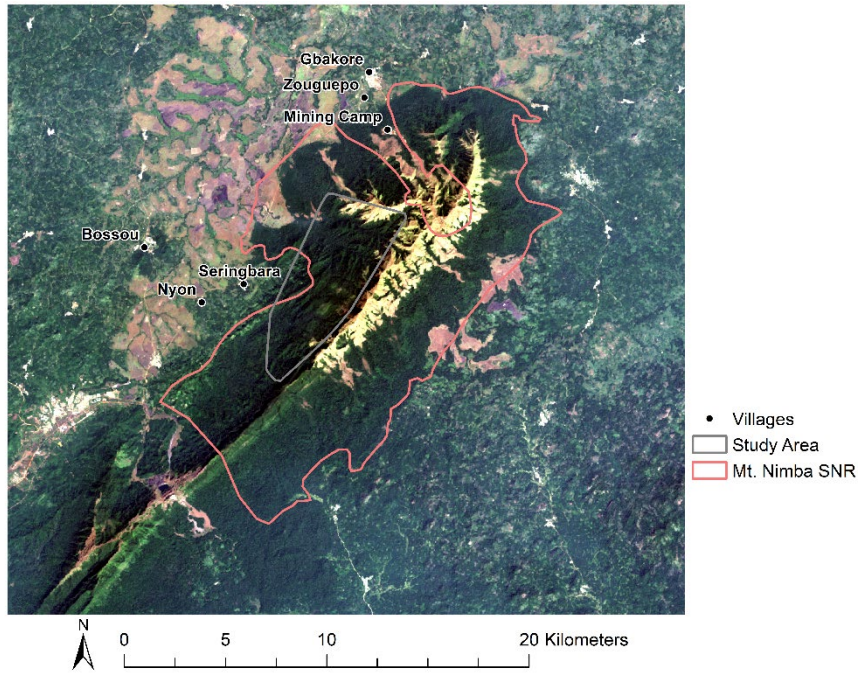 Gbakore
Zouguepo
Mining Camp
Bossou
Seringbara
Nyon
Villages
Study Area
Mt. Nimba SNR
N
0 5 10 20 Kilometers